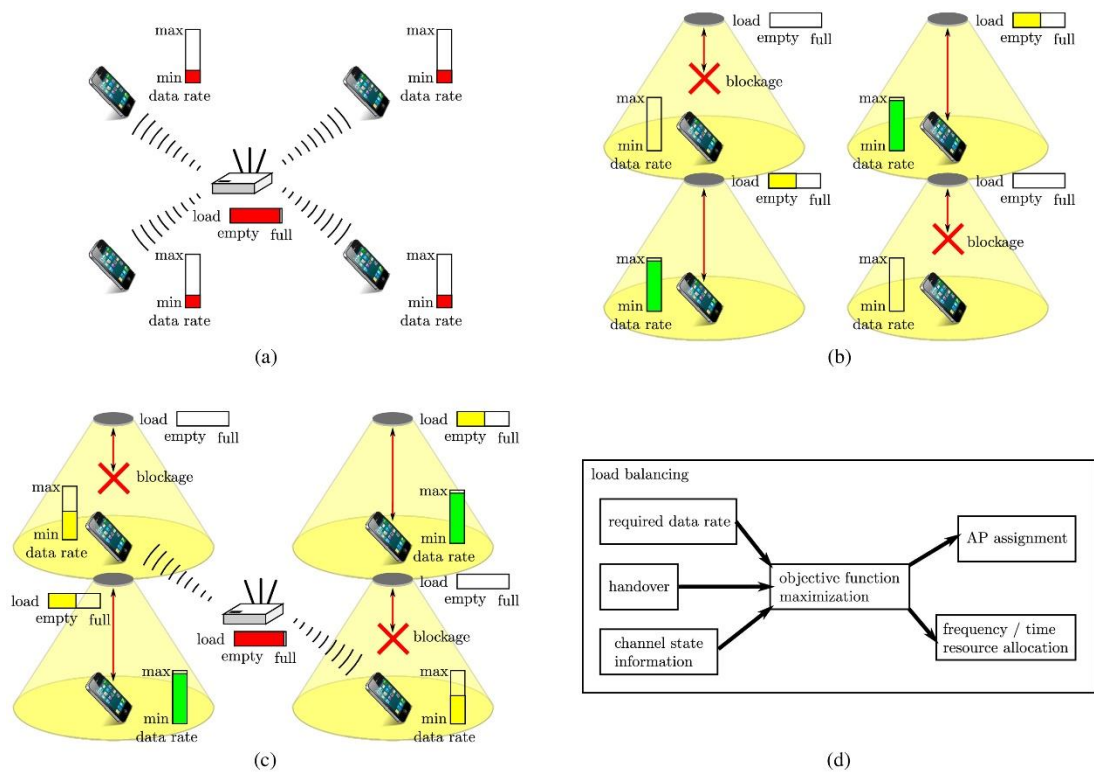 max
min
data rate
max
min
data rate
load
empty full
max
min
data rate
max
min
data rate
(a)
load
empty full
blockage
max
min
data rate
load
empty full
max
min
data rate
load
empty full
max
min
data rate
load
empty full
blockage
max
min
data rate
(b)
load
empty full
blockage
max
min
data rate
load
empty full
max
min
data rate
load
empty full
max
min
data rate
load
empty full
load
empty full
blockage
max
min
data rate
(c)
load balancing
required data rate
handover
channel state
information
objective function
maximization
AP assignment
frequency / time
resource allocation
(d)